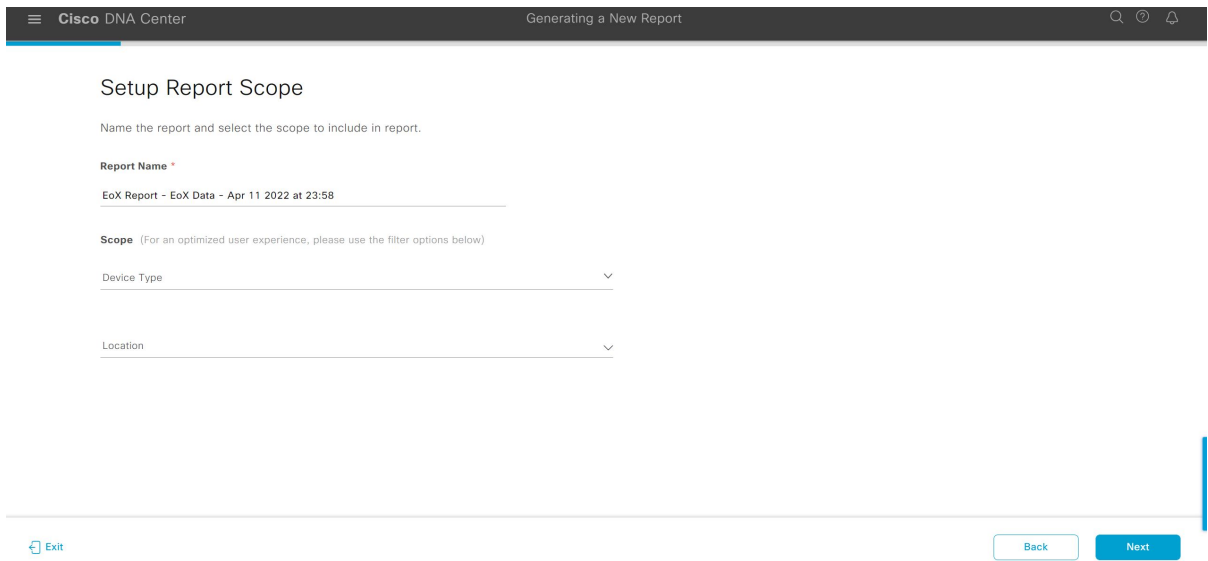 Cisco DNA Center
Generating a New Report
Setup Report Scope
Name the report and select the scope to include in report.
Report Name *
EoX Report - EoX Data - Apr 11 2022 at 23:58
Scope (For an optimized user experience, please use the filter options below)
Device Type
Location
Exit
Back
Next